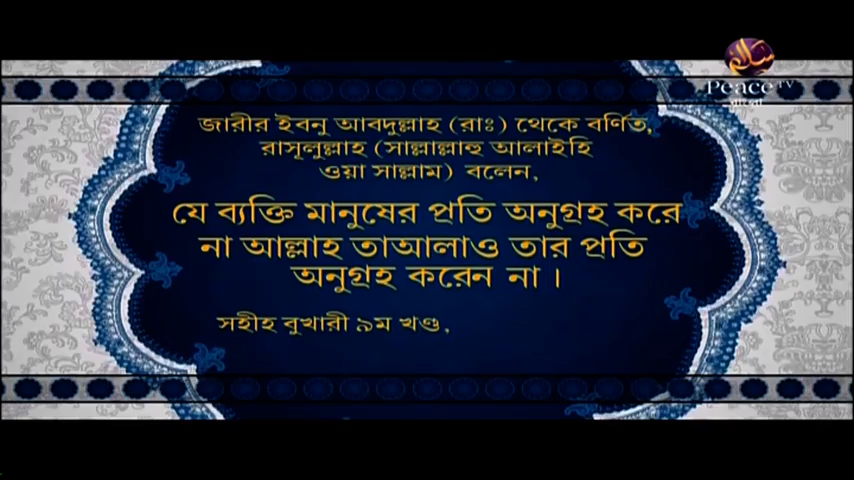 سلام
Peace TV
বাংলা
জারীর ইবনু আবদুল্লাহ (রাঃ) থেকে বর্ণিত,
রাসূলুল্লাহ (সাল্লাল্লাহু আলাইহি
ওয়া সাল্লাম) বলেন,
যে ব্যক্তি মানুষের প্রতি অনুগ্রহ করে
না আল্লাহ তাআলাও তার প্রতি
অনুগ্রহ করেন না ।
সহীহ বুখারী ৯ম খণ্ড,